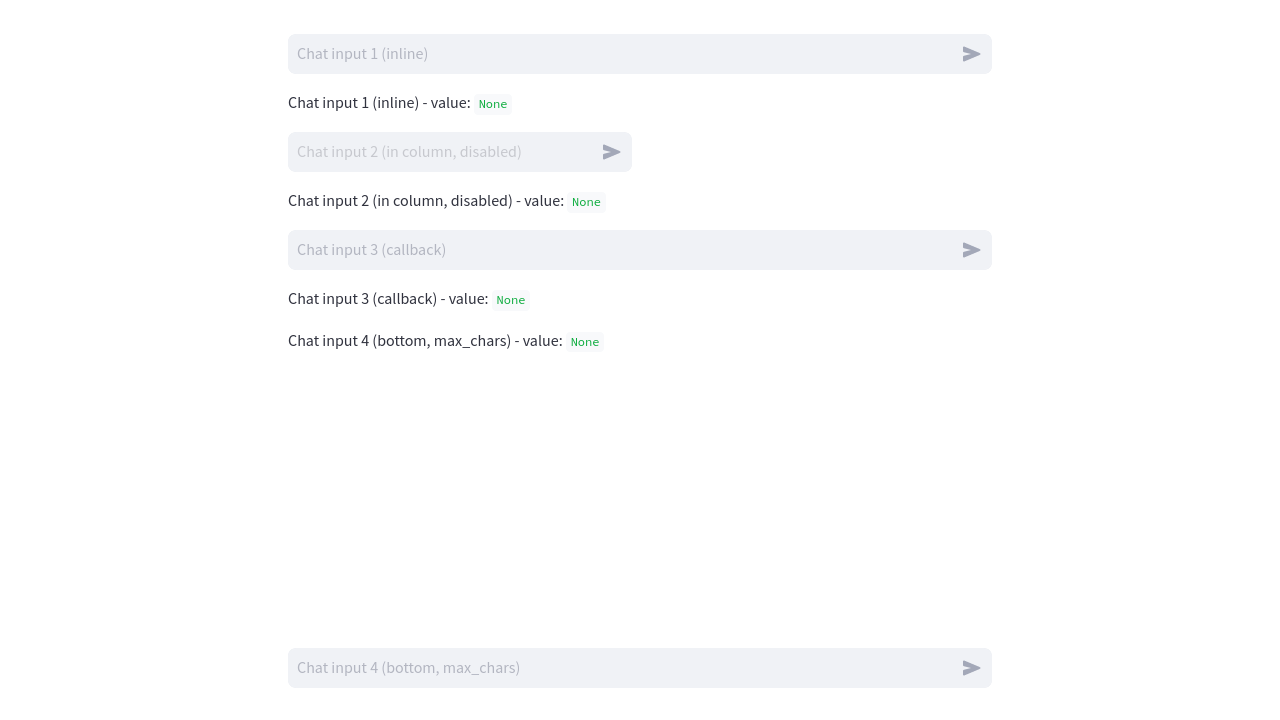 Chat input 1 (inline)
Chat input 1 (inline) - value: None
Chat input 2 (in column, disabled)
Chat input 2 (in column, disabled) - value: None
Chat input 3 (callback)
Chat input 3 (callback) - value: None
Chat input 4 (bottom, max_chars) - value: None
Chat input 4 (bottom, max_chars)